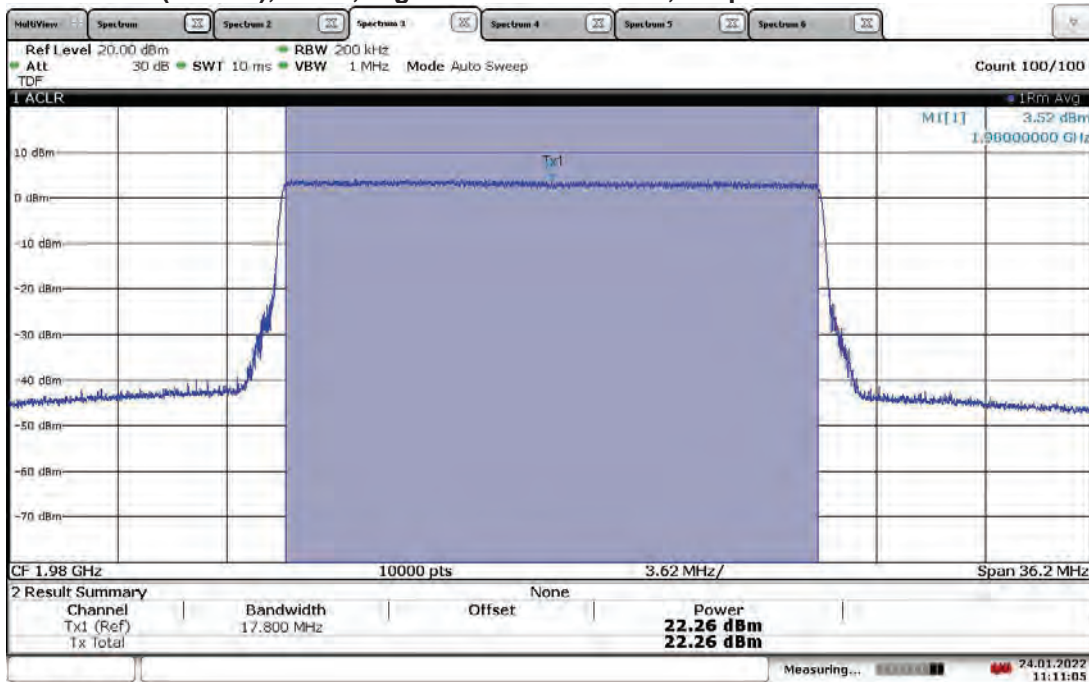 MultiView Spectrum Spectrum 2 Spectrum 3 Spectrum 4 Spectrum 5 Spectrum 6
Ref Level 20.00 dBm RBW 200 kHz
Att 30 dB SWT 10 ms VBW 1 MHz Mode Auto Sweep Count 100/100
TDF
1 ACLR 1Rm Avg
M1[1] 3.52 dBm
1.98000000 GHz
10 dBm
Tx1
0 dBm
-10 dBm
-20 dBm
-30 dBm
-40 dBm
-50 dBm
-60 dBm
-70 dBm
CF 1.98 GHz 10000 pts 3.62 MHz/ Span 36.2 MHz
2 Result Summary None
Channel Bandwidth Offset Power
Tx1 (Ref) 17.800 MHz 22.26 dBm
Tx Total 22.26 dBm
Measuring... 24.01.2022
11:11:05